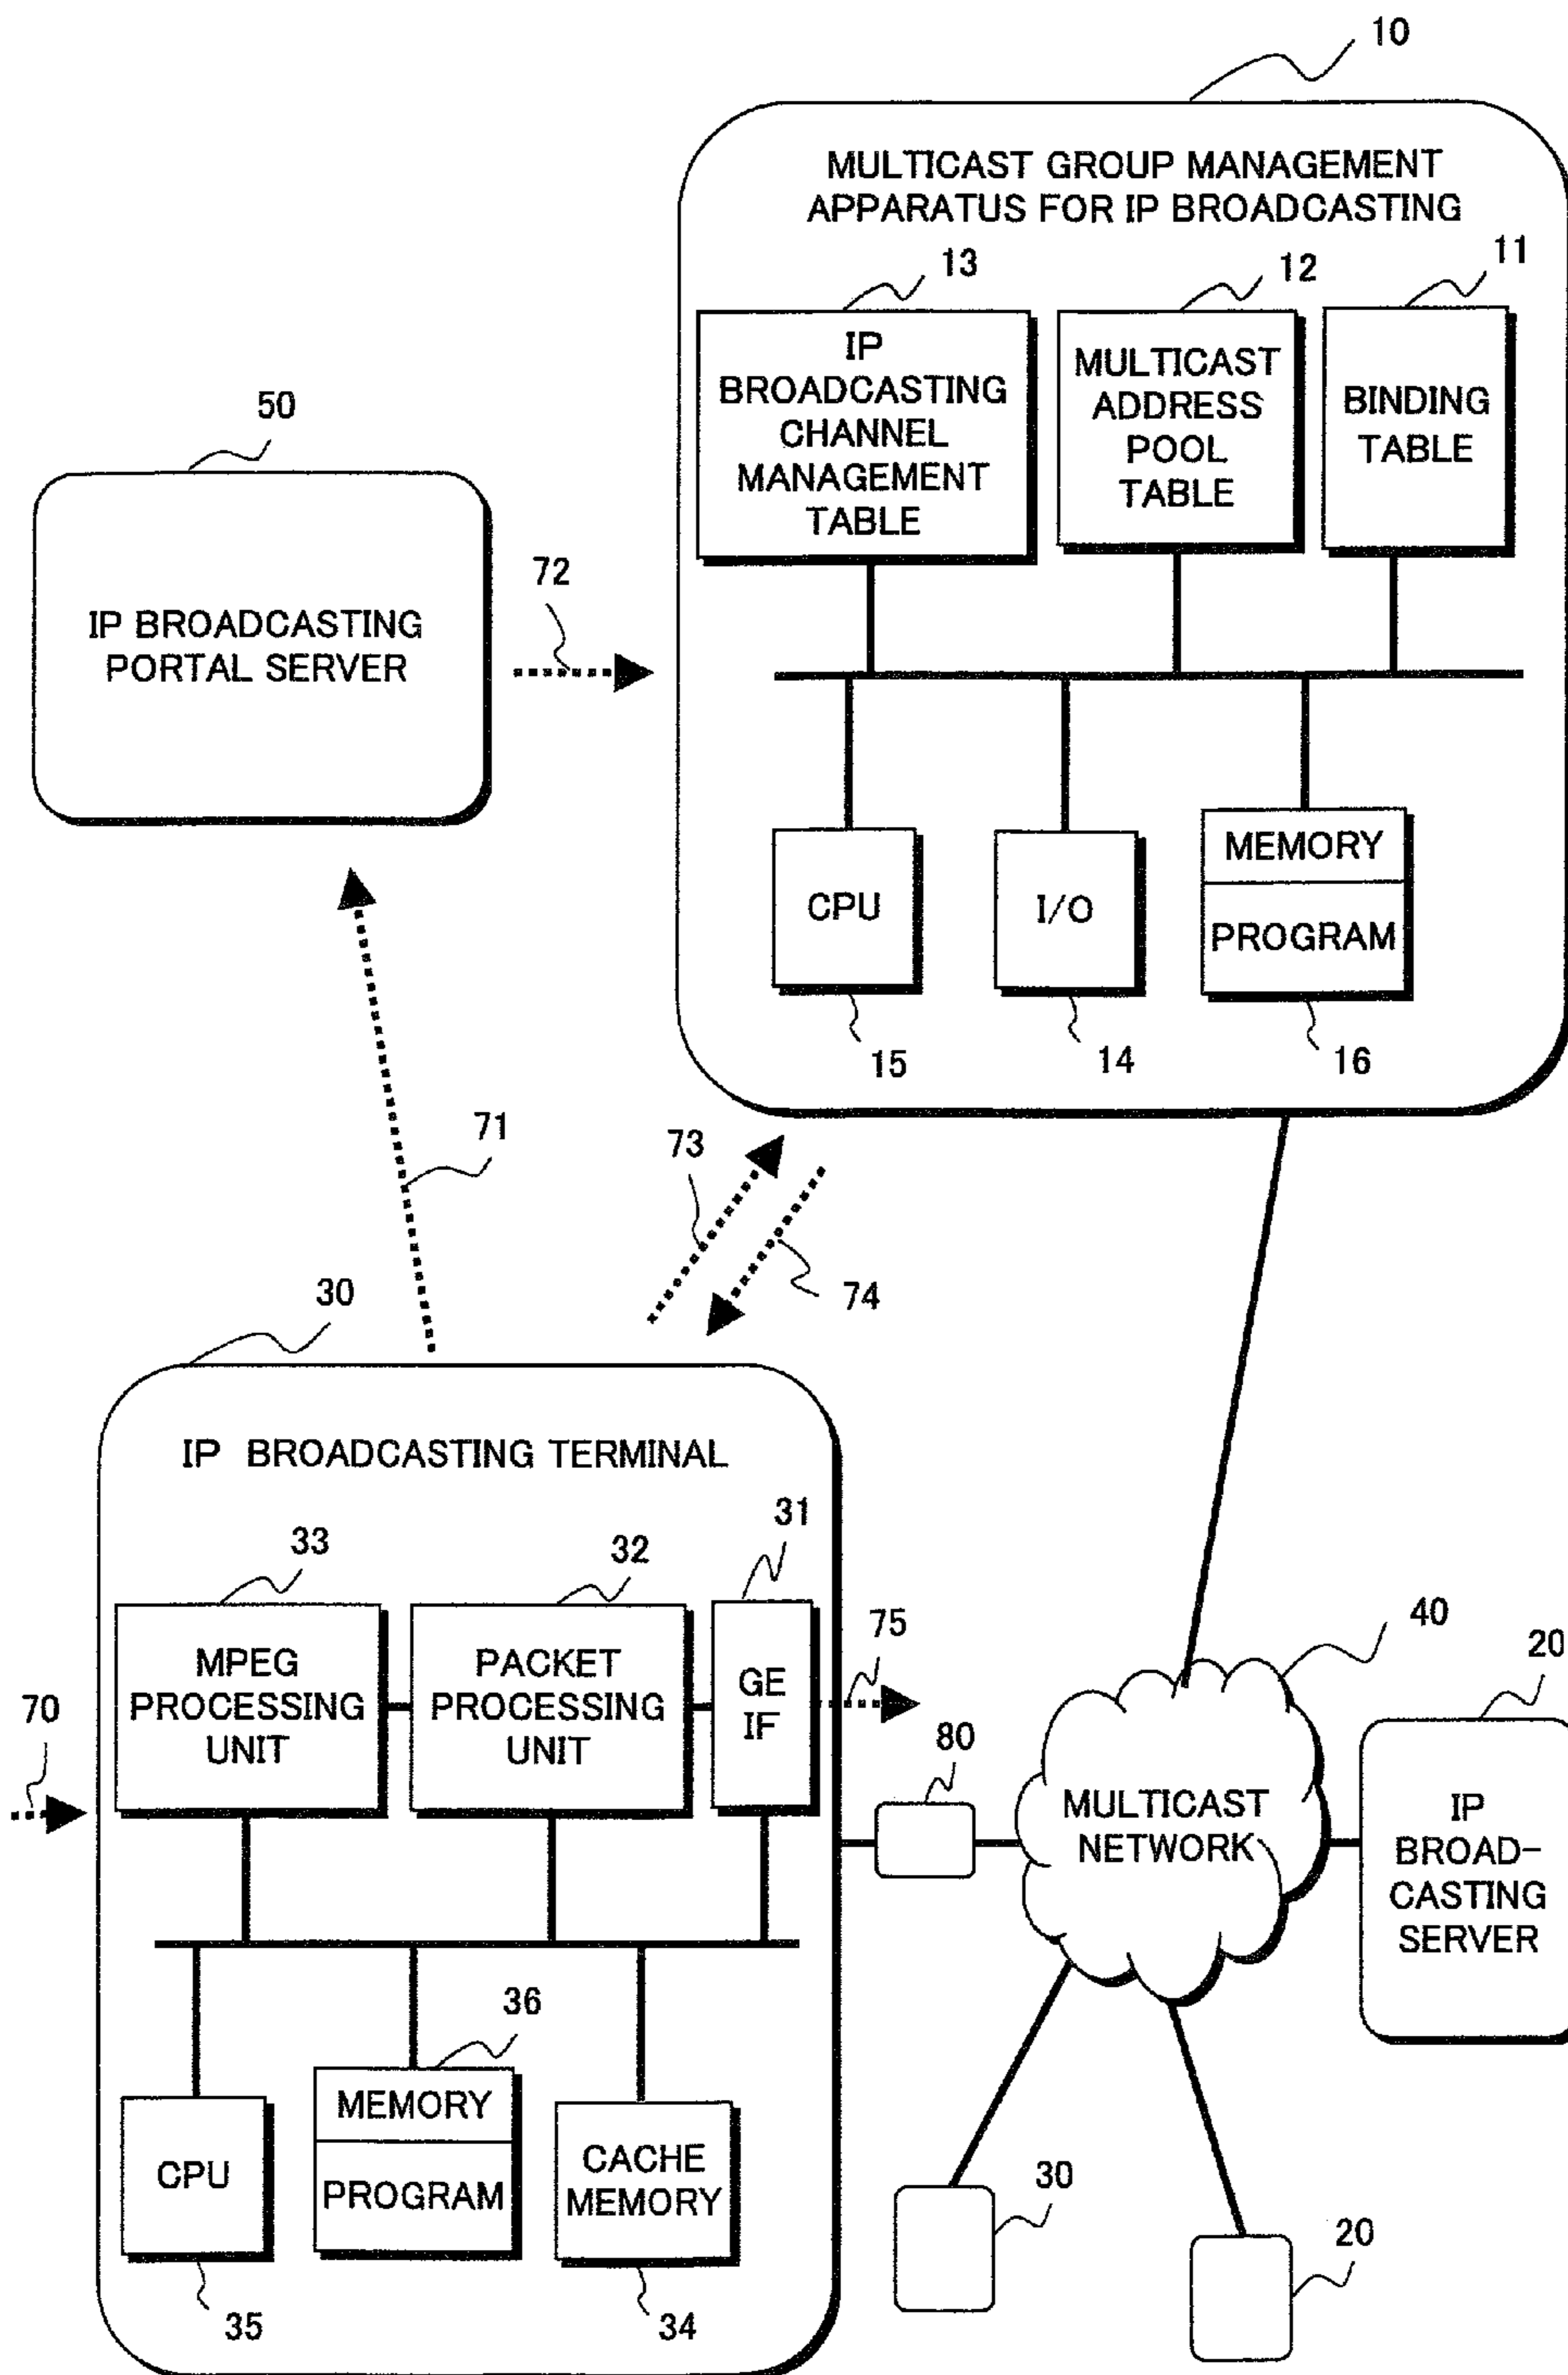 10
MULTICAST GROUP MANAGEMENT
APPARATUS FOR IP BROADCASTING
13
12
11
IP
BROADCASTING
CHANNEL
MANAGEMENT
TABLE
MULTICAST
ADDRESS
POOL
TABLE
BINDING
TABLE
50
IP BROADCASTING
PORTAL SERVER
72
CPU
I/O
MEMORY
PROGRAM
15
14
16
71
73
74
30
IP BROADCASTING TERMINAL
33
32
31
MPEG
PROCESSING
UNIT
PACKET
PROCESSING
UNIT
GE
IF
75
70
80
40
MULTICAST
NETWORK
20
IP
BROAD-
CASTING
SERVER
36
CPU
MEMORY
PROGRAM
CACHE
MEMORY
35
34
30
20